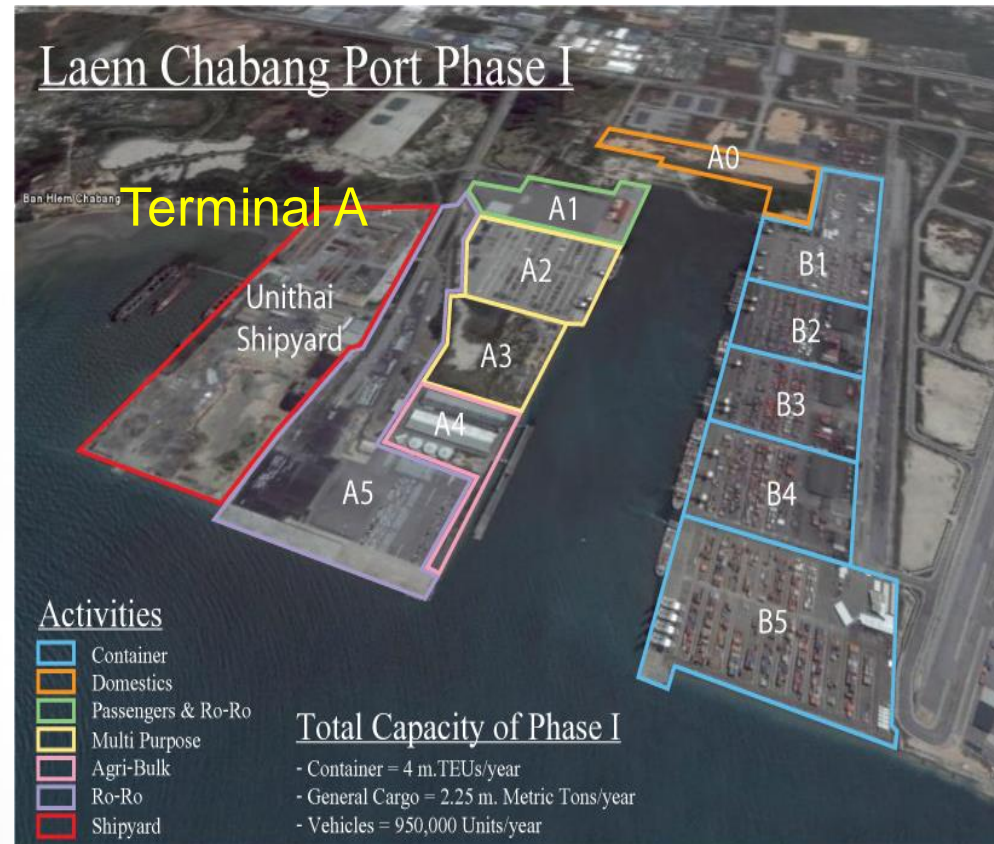 Laem Chabang Port Phase I
Ban Hlem Chabang
Terminal A
Unithai
Shipyard
A0
A1
A2
A3
A4
A5
B1
B2
B3
B4
B5
Activities
Container
Domestics
Passengers & Ro-Ro
Multi Purpose
Agri-Bulk
Ro-Ro
Shipyard
Total Capacity of Phase I
- Container = 4 m.TEUs/year
- General Cargo = 2.25 m. Metric Tons/year
- Vehicles = 950,000 Units/year